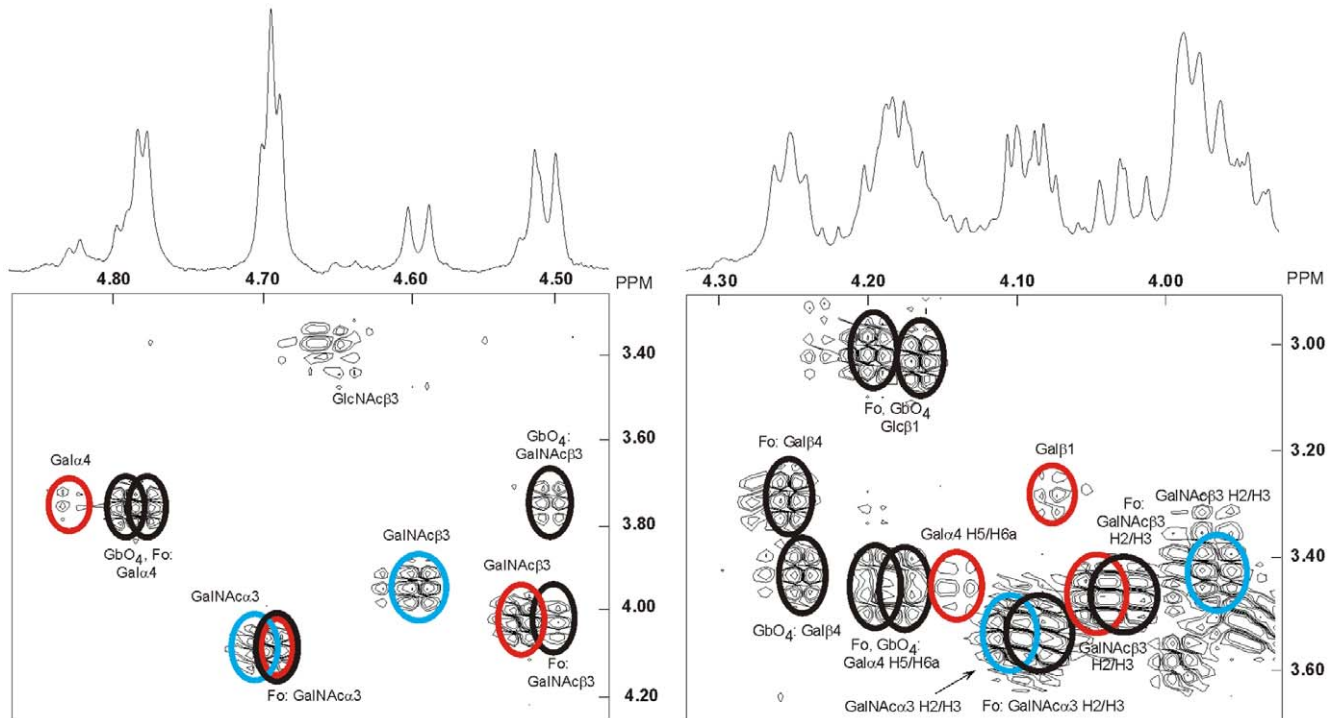 4.80
4.70
4.60
4.50
PPM
3.40
3.60
3.80
4.00
4.20
GlcNAcβ3
GbO4:
GalNAcβ3
Galα4
GbO4, Fo:
Galα4
GalNAcβ3
GalNAcβ3
GalNAcα3
Fo: GalNAcα3
Fo:
GalNAcβ3
4.30
4.20
4.10
4.00
PPM
3.00
3.20
3.40
3.60
Fo, GbO4
Glcβ1
Fo: Galβ4
Galβ1
Fo:
GalNAcβ3
H2/H3
GalNAcβ3 H2/H3
Galα4 H5/H6a
GbO4: Galβ4
Fo, GbO4:
Galα4 H5/H6a
GalNAcβ3
H2/H3
GalNAcα3 H2/H3
Fo: GalNAcα3 H2/H3